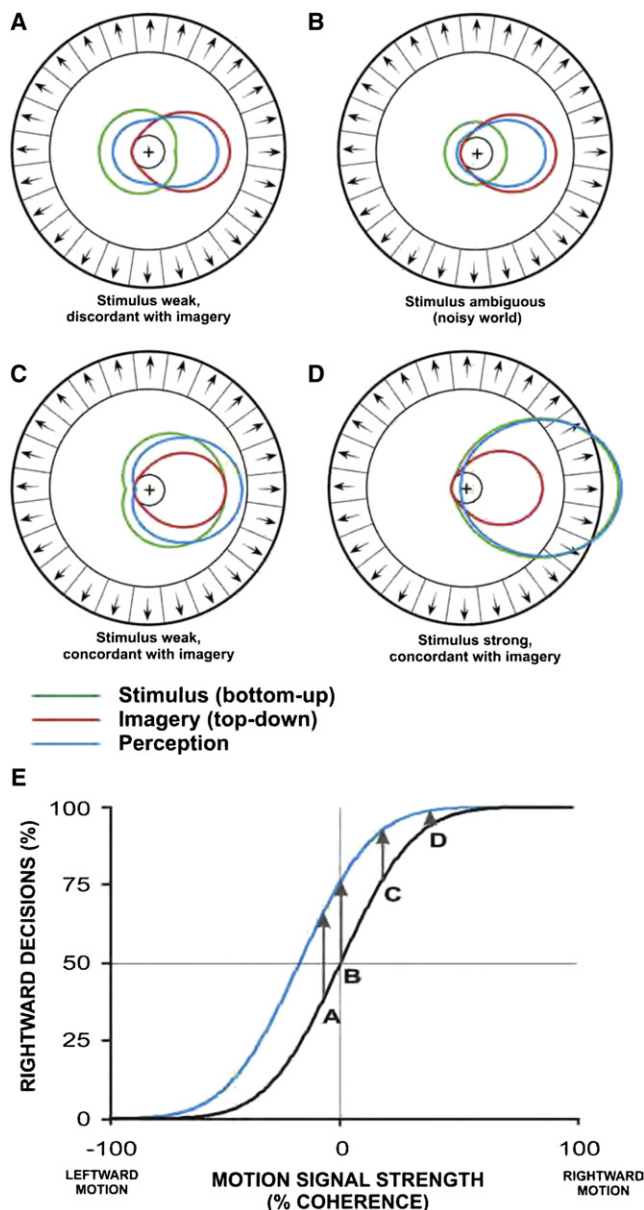 A
B
Stimulus weak,
discordant with imagery
Stimulus ambiguous
(noisy world)
C
D
Stimulus weak,
concordant with imagery
Stimulus strong,
concordant with imagery
Stimulus (bottom-up)
Imagery (top-down)
Perception
E
RIGHTWARD DECISIONS (%)
100
75
50
25
0
A
B
C
D
-100
0
100
LEFTWARD
MOTION
MOTION SIGNAL STRENGTH
(% COHERENCE)
RIGHTWARD
MOTION